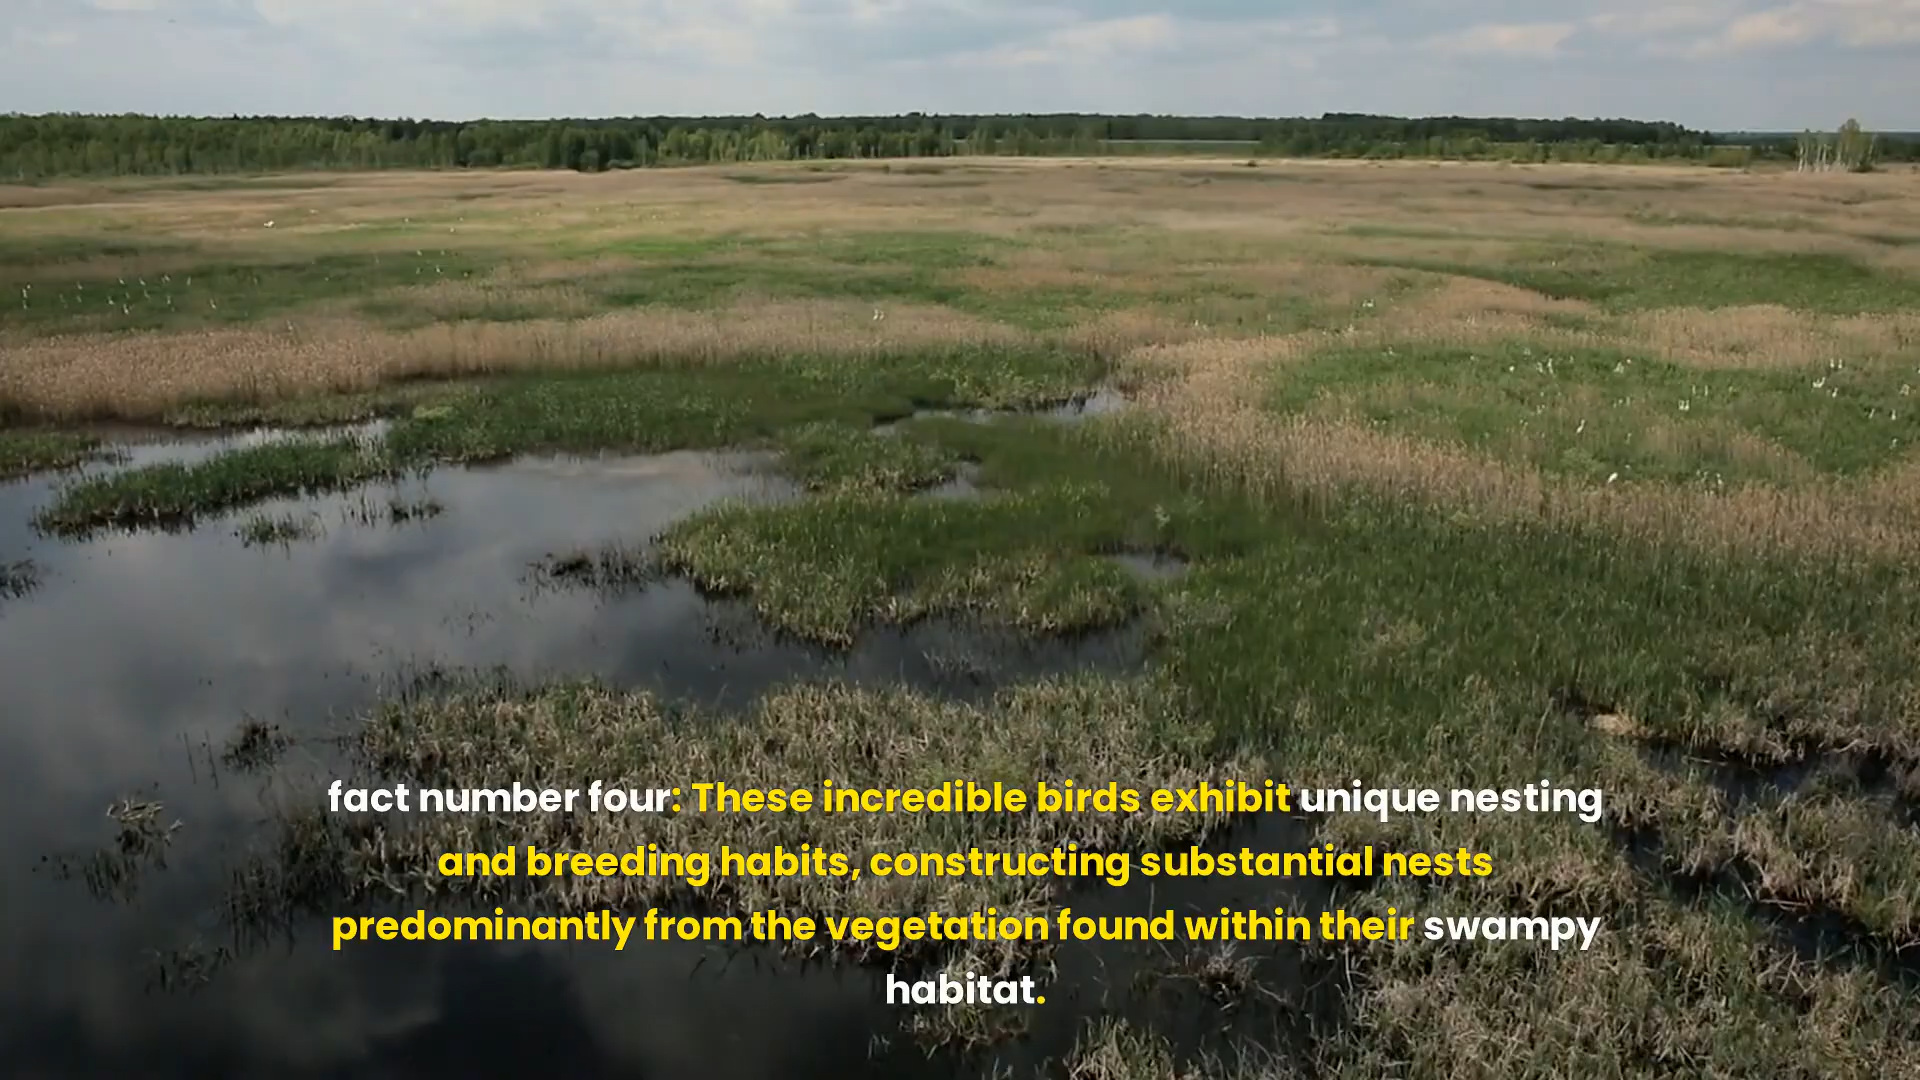 fact number four: These incredible birds exhibit unique nesting
and breeding habits, constructing substantial nests
predominantly from the vegetation found within their swampy
habitat.